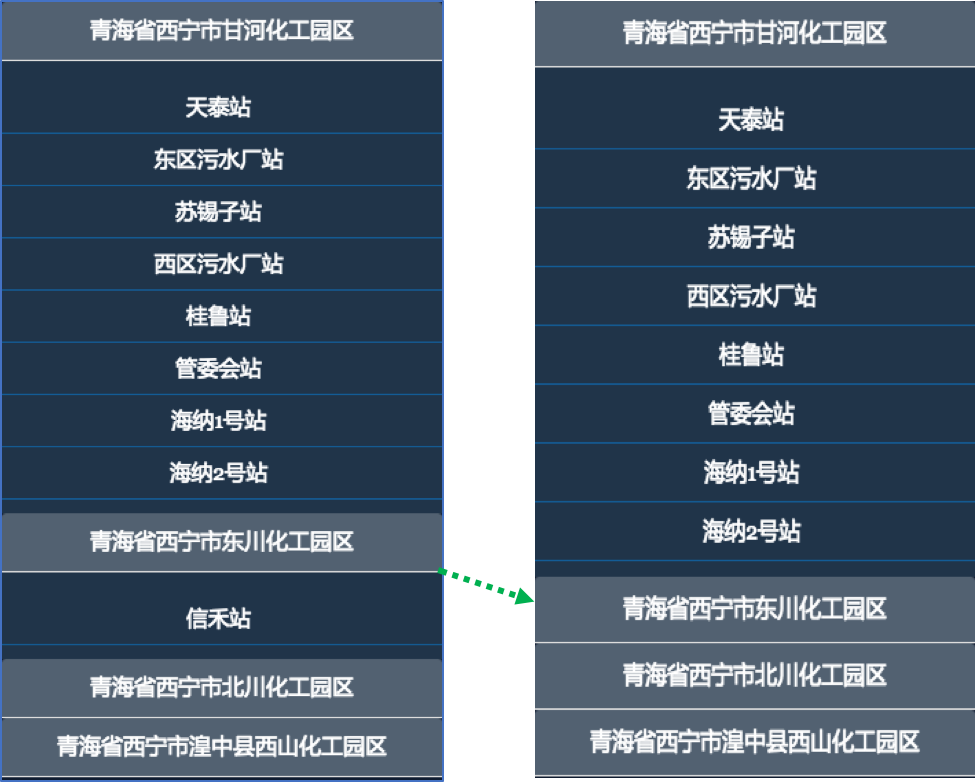 青海省西宁市甘河化工园区
天泰站
东区污水厂站
苏锡子站
西区污水厂站
桂鲁站
管委会站
海纳1号站
海纳2号站
青海省西宁市东川化工园区
信禾站
青海省西宁市北川化工园区
青海省西宁市湟中县西山化工园区
青海省西宁市甘河化工园区
天泰站
东区污水厂站
苏锡子站
西区污水厂站
桂鲁站
管委会站
海纳1号站
海纳2号站
青海省西宁市东川化工园区
青海省西宁市北川化工园区
青海省西宁市湟中县西山化工园区